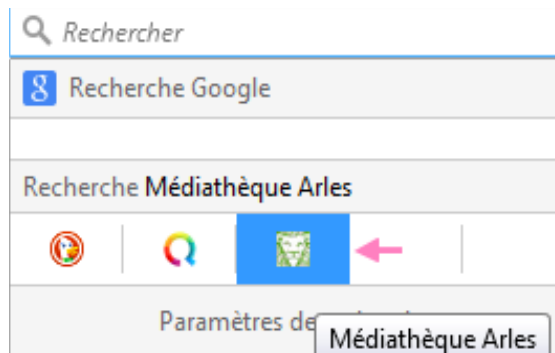 Rechercher
Recherche Google
Recherche Médiathèque Arles
Paramètres de
Médiathèque Arles